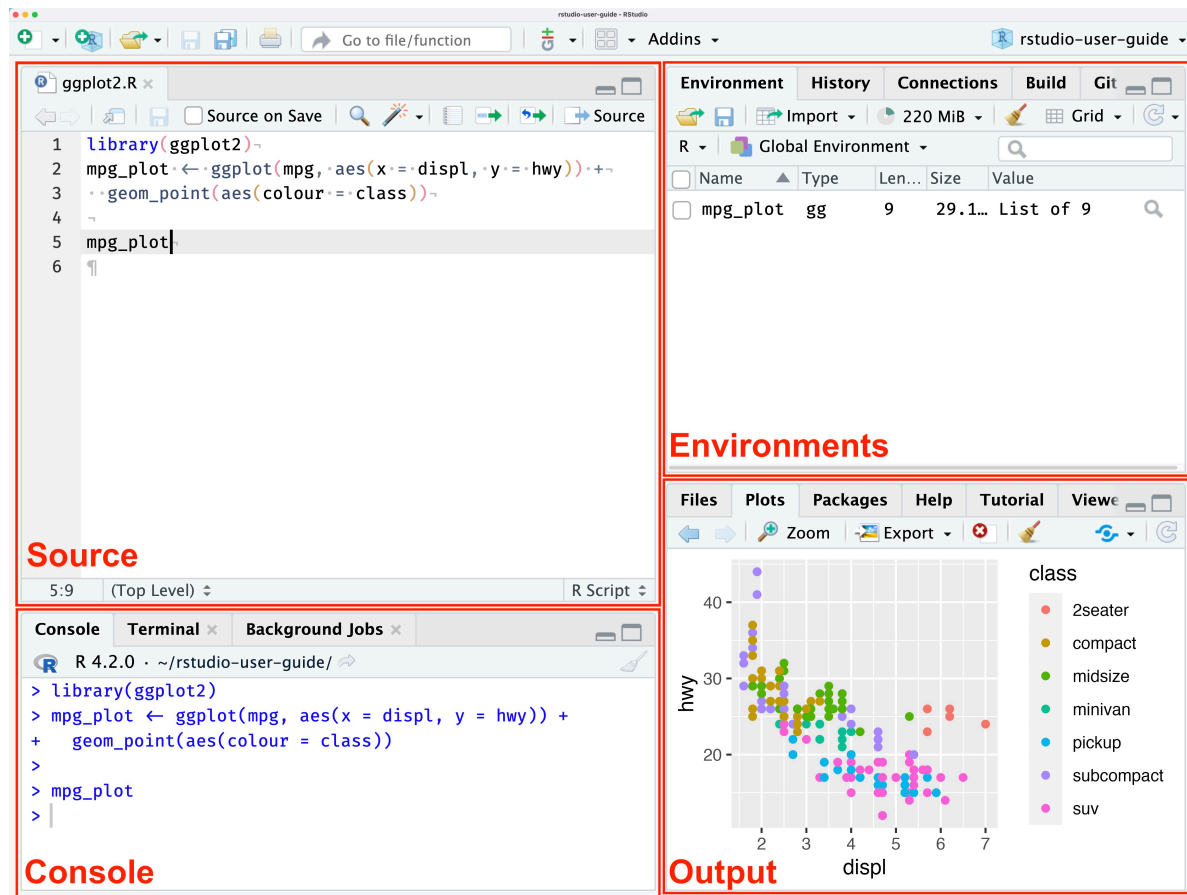 rstudio-user-guide - RStudio
Go to file/function
Addins
rstudio-user-guide
ggplot2.R
Source on Save
Source
1 library(ggplot2)¬
2 mpg_plot·←·ggplot(mpg,·aes(x·=·displ,·y·=·hwy))·+¬
3 ··geom_point(aes(colour·=·class))¬
4 ¬
5 mpg_plot¬
6 ¶
Source
5:9 (Top Level) R Script
Console Terminal Background Jobs
R 4.2.0 · ~/rstudio-user-guide/
> library(ggplot2)
> mpg_plot ← ggplot(mpg, aes(x = displ, y = hwy)) +
+   geom_point(aes(colour = class))
>
> mpg_plot
>
Console
Environment History Connections Build Git
Import 220 MiB Grid
R Global Environment
Name Type Len... Size Value
mpg_plot gg 9 29.1… List of 9
Environments
Files Plots Packages Help Tutorial Viewe
Zoom Export
class
2seater
compact
midsize
minivan
pickup
subcompact
suv
40
30
20
hwy
2 3 4 5 6 7
displ
Output